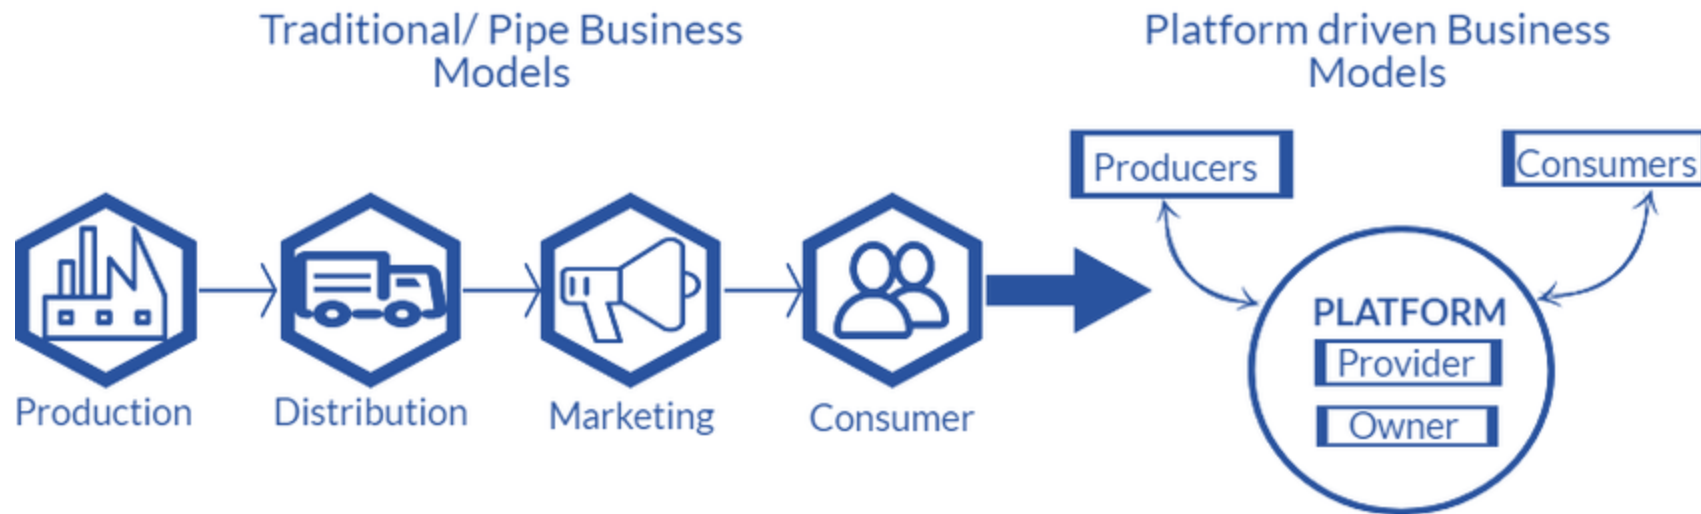 Traditional/ Pipe Business
Models
Platform driven Business
Models
Producers
Consumers
PLATFORM
Provider
Owner
Production
Distribution
Marketing
Consumer